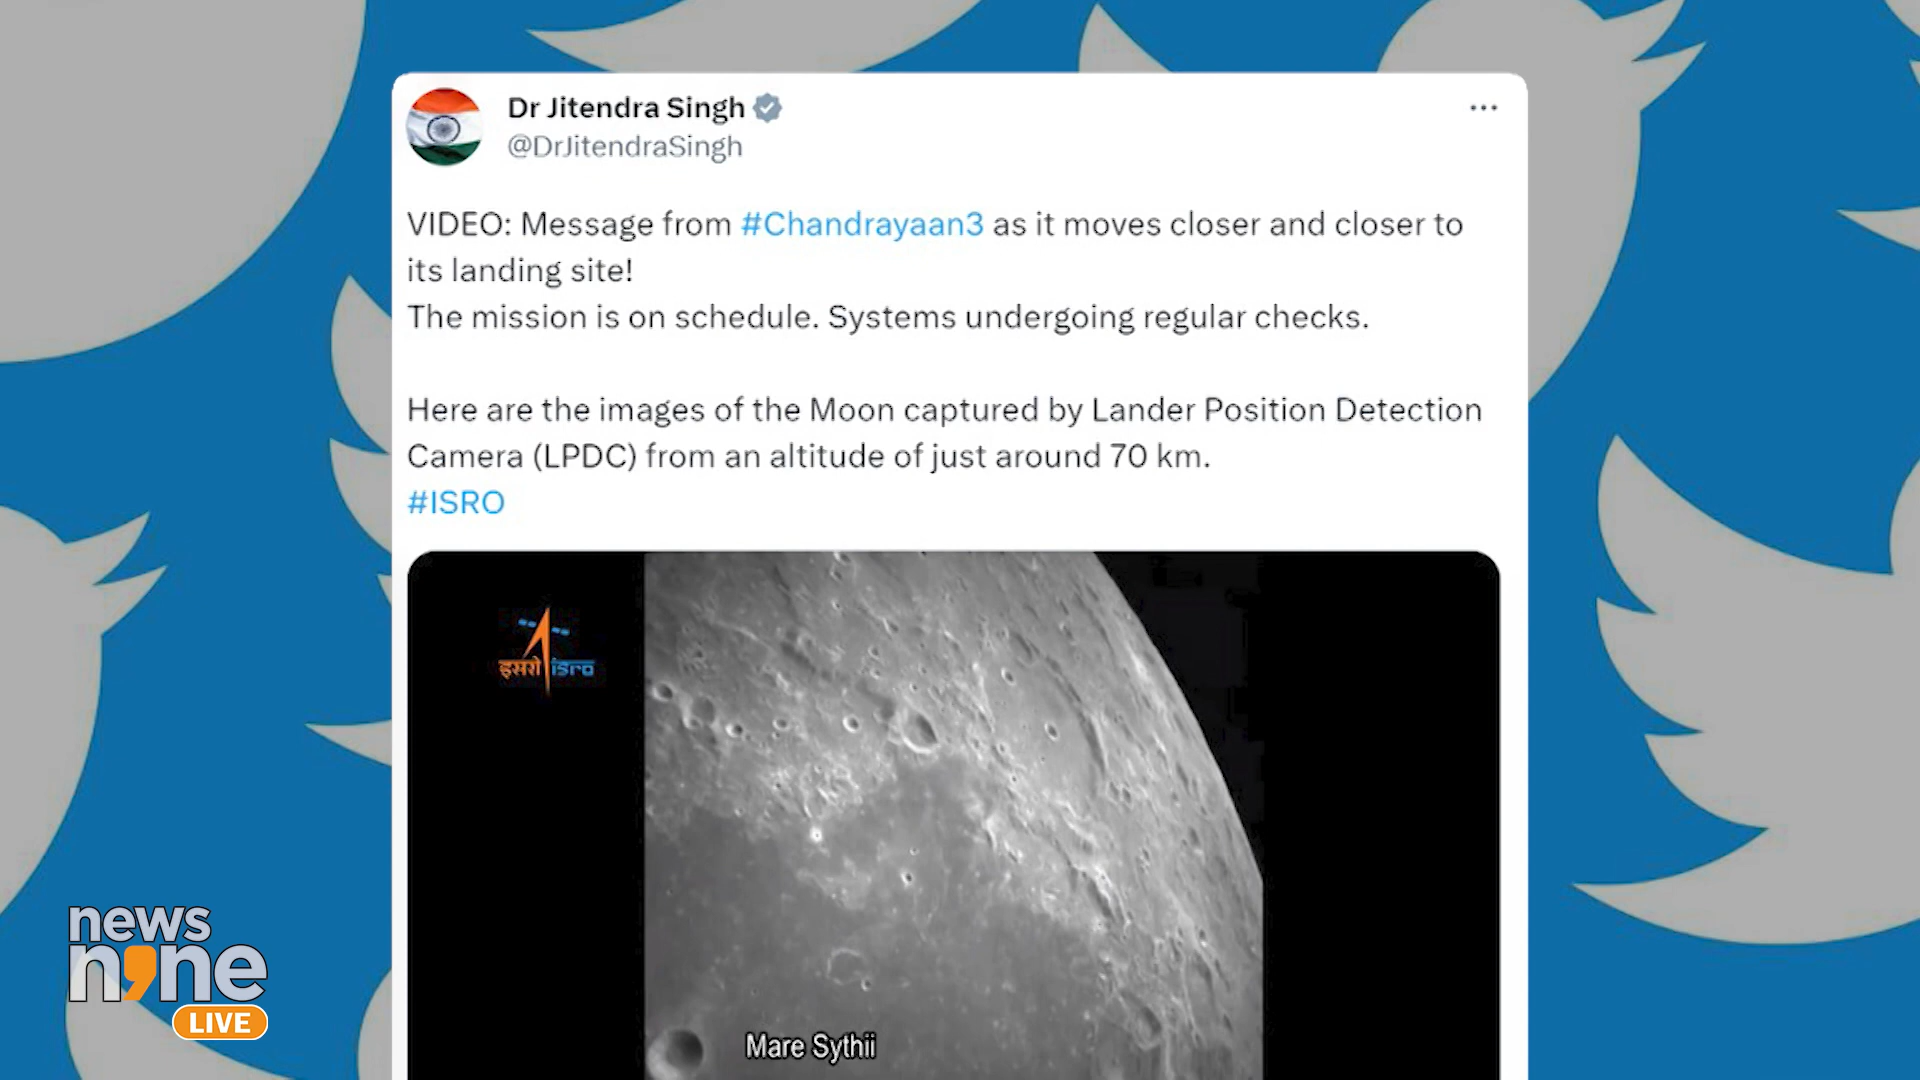 Dr Jitendra Singh
@DrJitendraSingh
VIDEO: Message from #Chandrayaan3 as it moves closer and closer to
its landing site!
The mission is on schedule. Systems undergoing regular checks.
Here are the images of the Moon captured by Lander Position Detection
Camera (LPDC) from an altitude of just around 70 km.
#ISRO
इसरो isro
Mare Sythii
news
nine
LIVE